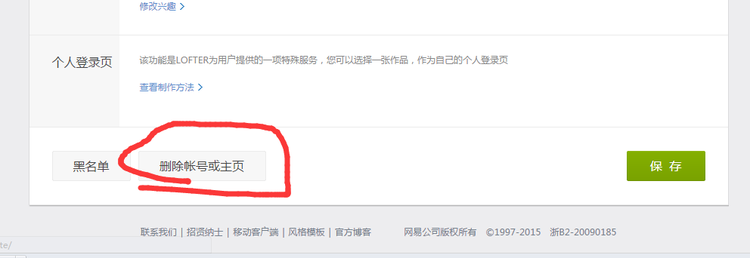 修改兴趣 >
个人登录页
该功能是LOFTER为用户提供的一项特殊服务，您可以选择一张作品，作为自己的个人登录页
查看制作方法 >
黑名单
删除帐号或主页
保 存
联系我们 | 招贤纳士 | 移动客户端 | 风格模板 | 官方博客 网易公司版权所有 ©1997-2015 浙B2-20090185
te/